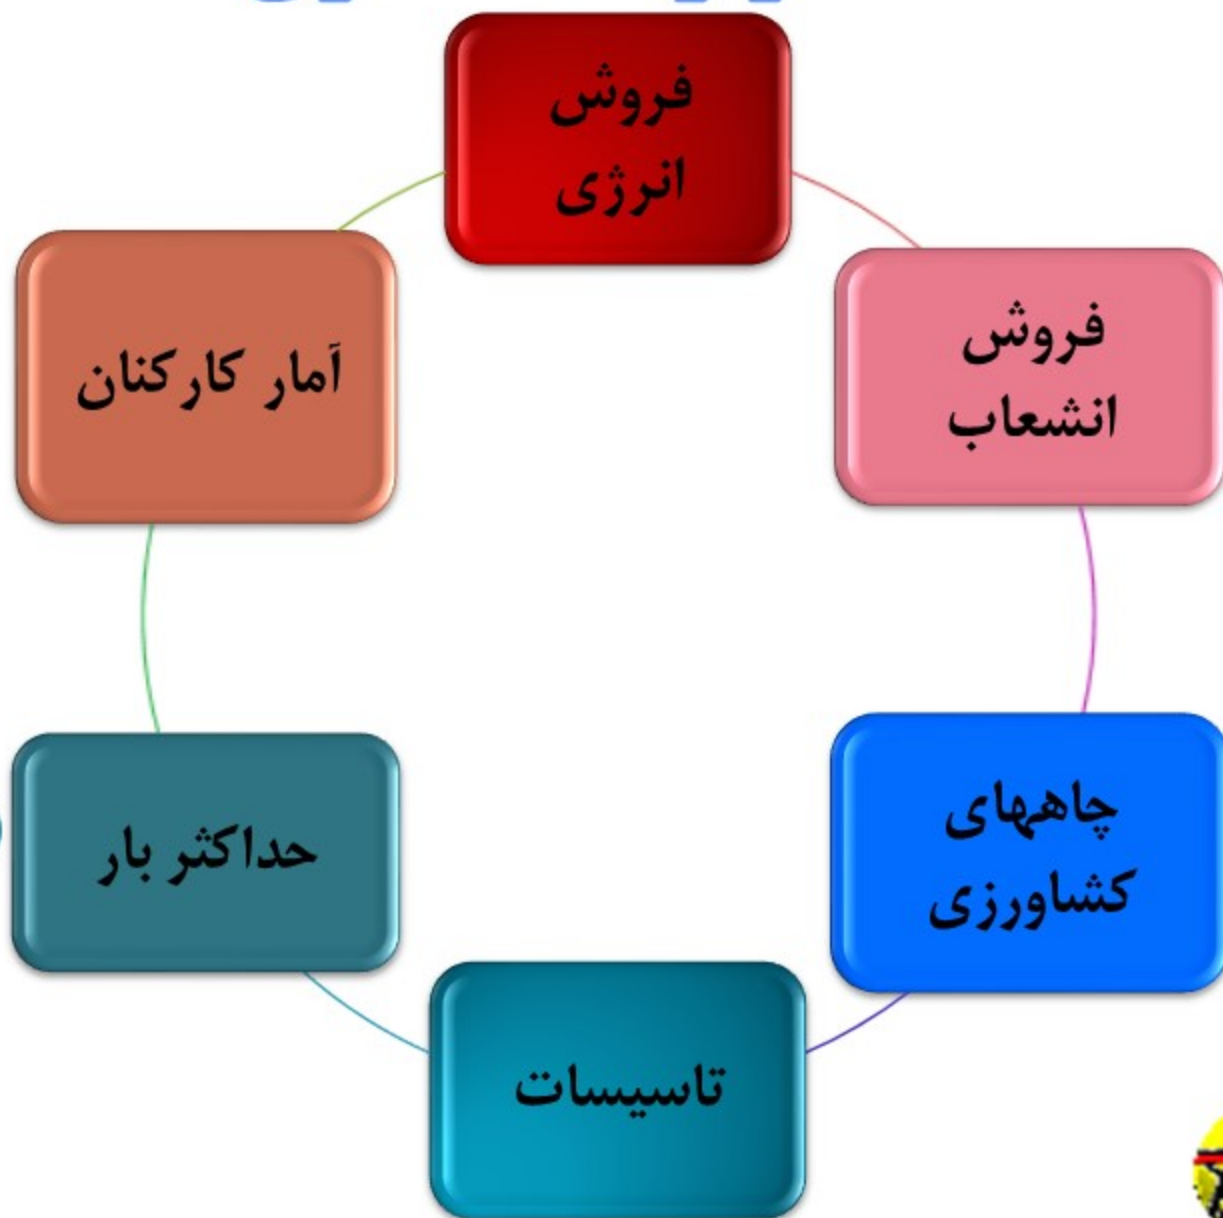 فروش
انرژی
فروش
انشعاب
چاههای
کشاورزی
تاسیسات
حداکثر بار
آمار کارکنان